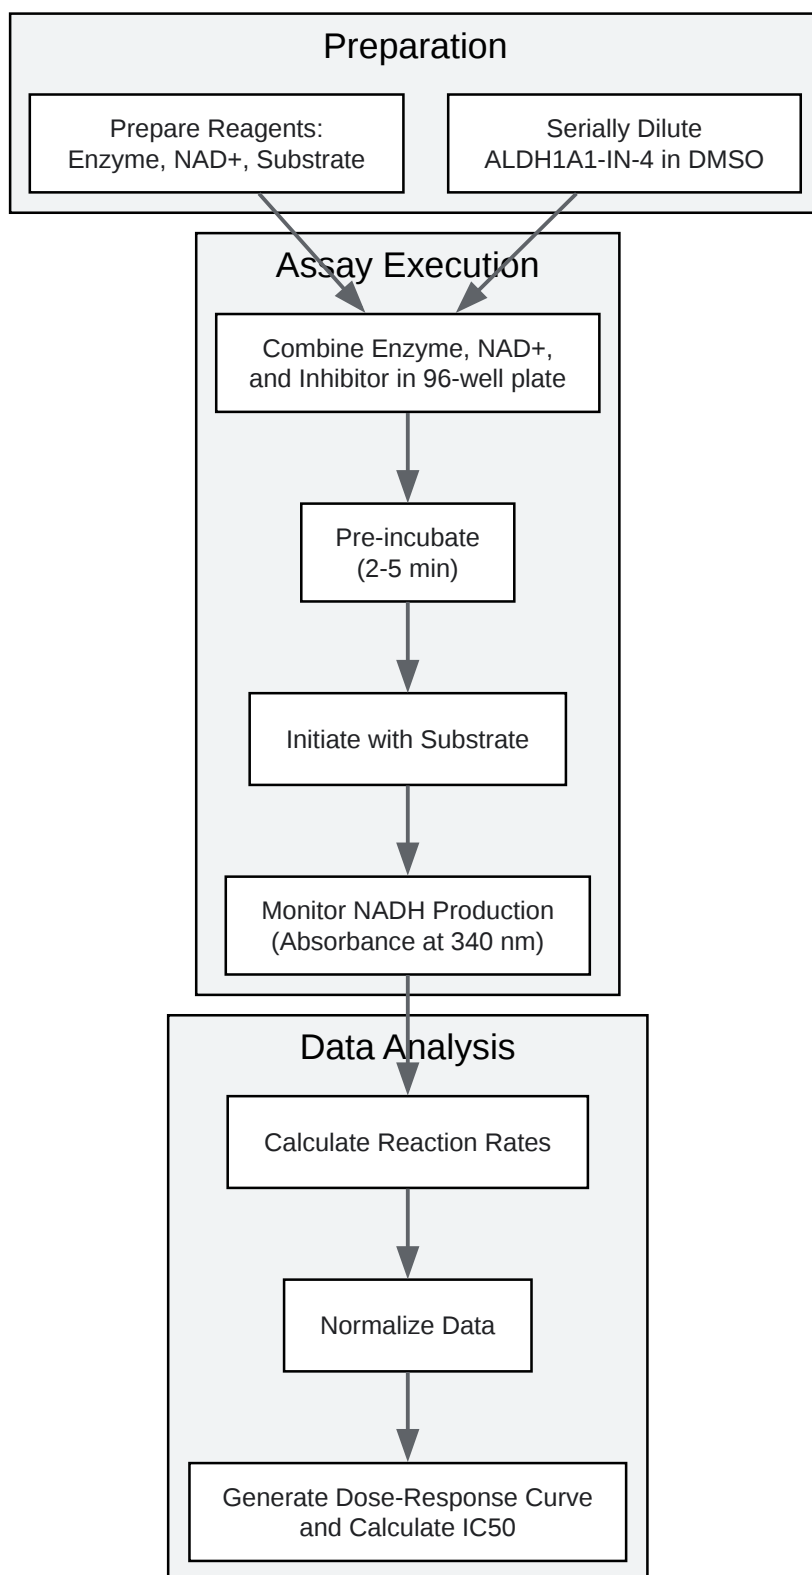 Preparation
Prepare Reagents:
Enzyme, NAD+, Substrate
Serially Dilute
ALDH1A1-IN-4 in DMSO
Assay Execution
Combine Enzyme, NAD+,
and Inhibitor in 96-well plate
Pre-incubate
(2-5 min)
Initiate with Substrate
Monitor NADH Production
(Absorbance at 340 nm)
Data Analysis
Calculate Reaction Rates
Normalize Data
Generate Dose-Response Curve
and Calculate IC50